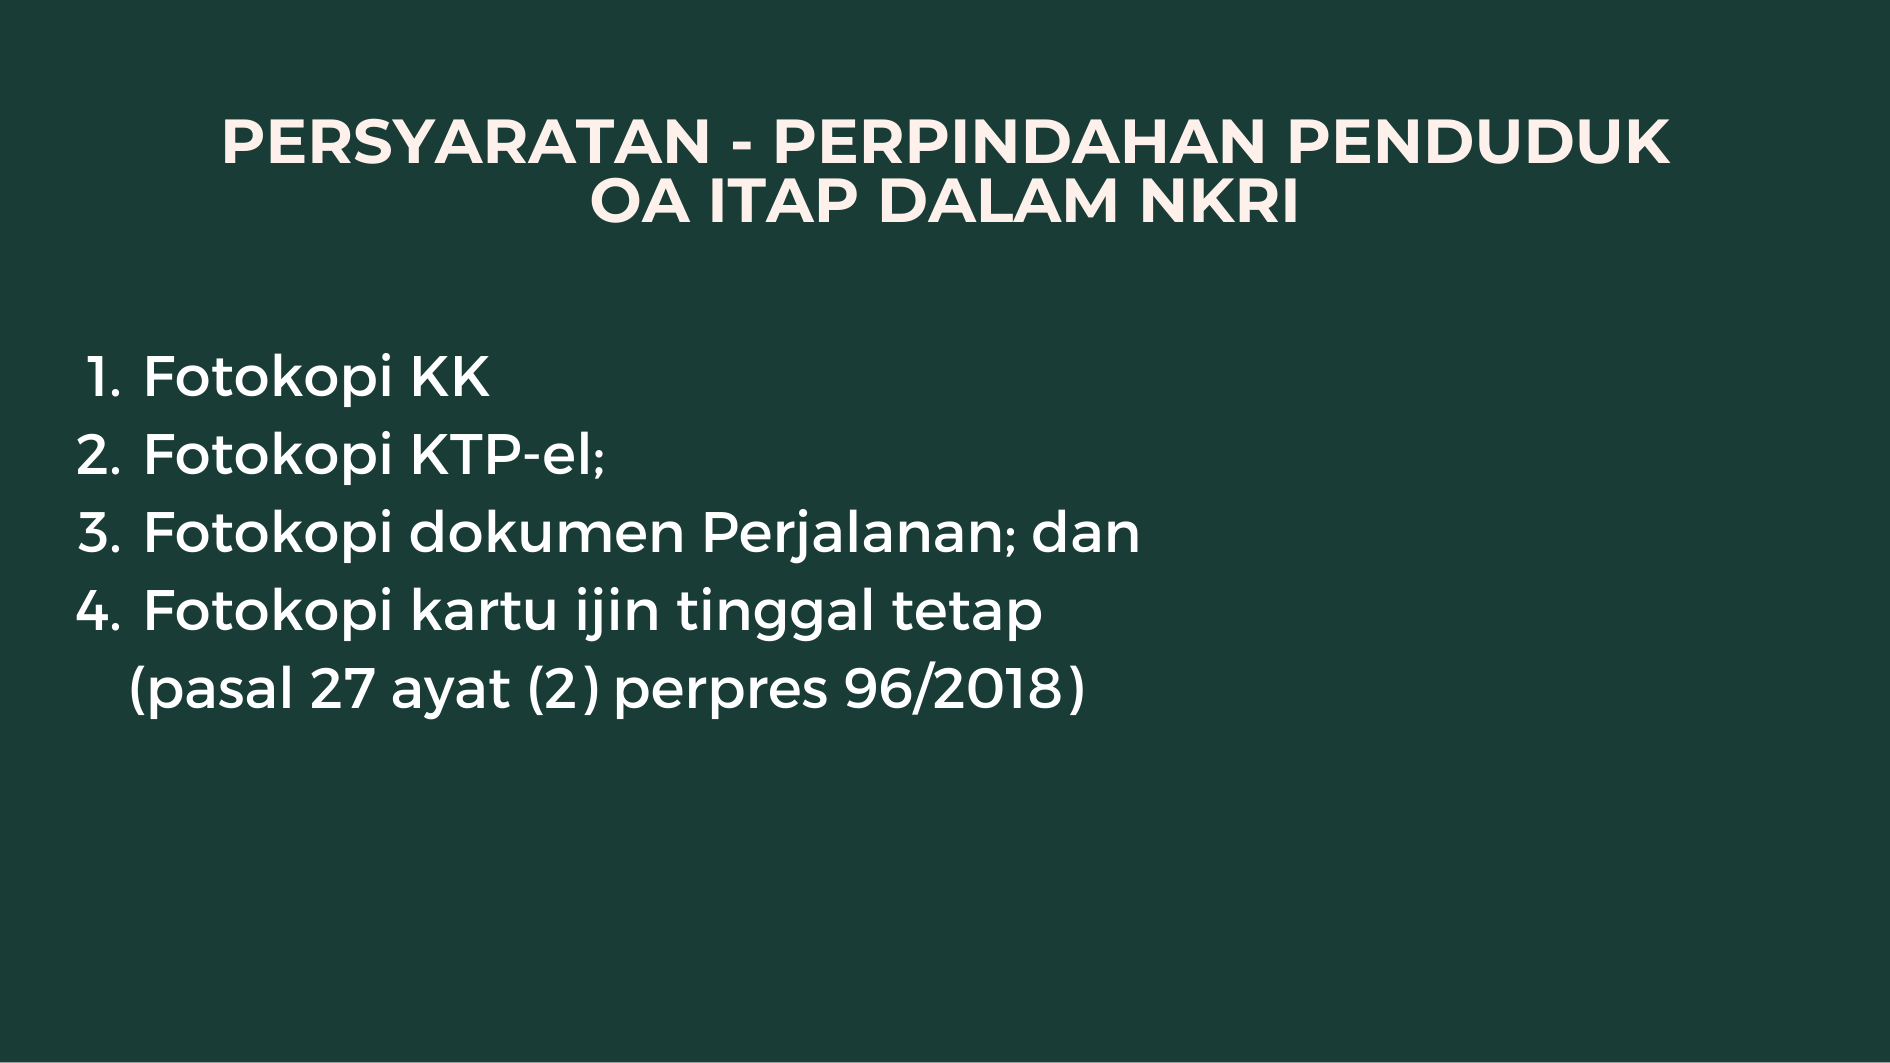 PERSYARATAN - PERPINDAHAN PENDUDUK
OA ITAP DALAM NKRI
1. Fotokopi KK
2. Fotokopi KTP-el;
3. Fotokopi dokumen Perjalanan; dan
4. Fotokopi kartu ijin tinggal tetap
(pasal 27 ayat (2) perpres 96/2018)